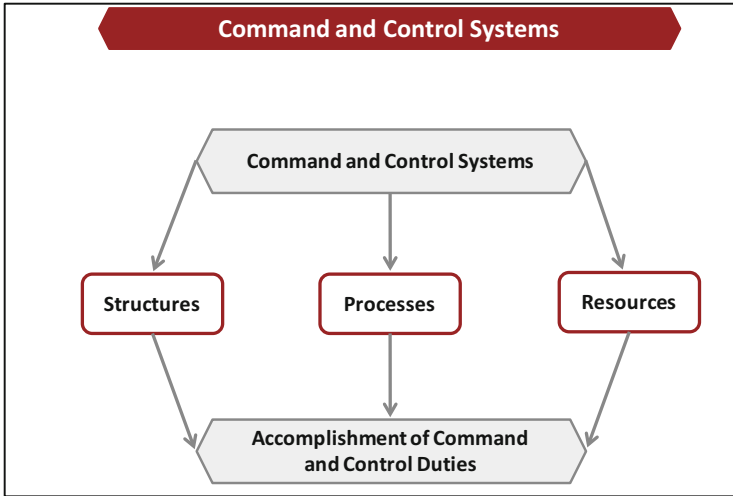 Command and Control Systems
Command and Control Systems
Structures
Processes
Resources
Accomplishment of Command
and Control Duties